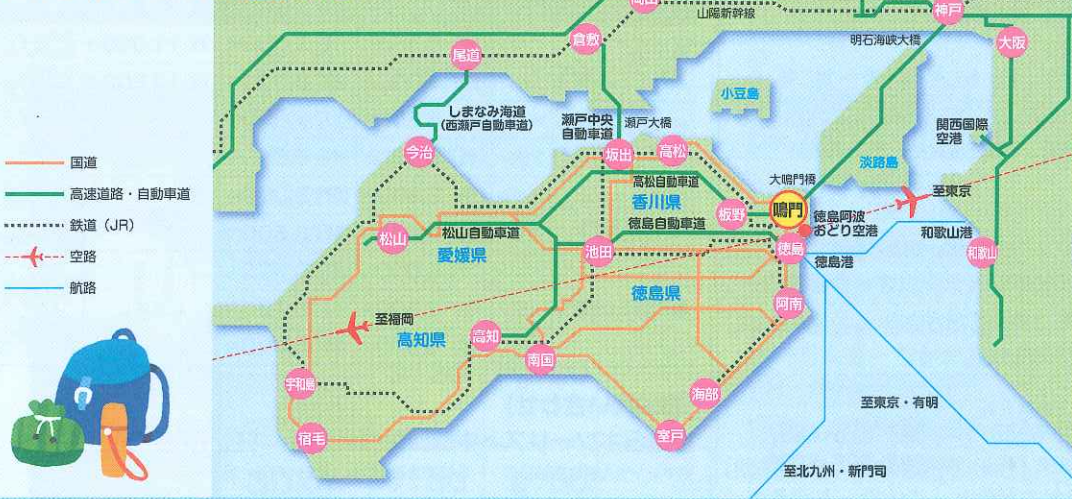 岡山
山陽新幹線
神戸
倉敷
明石海峡大橋
大阪
尾道
小豆島
しまなみ海道
(西瀬戸自動車道)
瀬戸中央
自動車道
瀬戸大橋
関西国際
空港
今治
坂出
高松
淡路島
国道
高松自動車道
大鳴門橋
至東京
高速道路・自動車道
香川県
板野
鳴門
徳島阿波
おどり空港
鉄道（JR）
松山
松山自動車道
徳島自動車道
和歌山港
空路
愛媛県
池田
徳島
徳島港
和歌山
航路
徳島県
阿南
至福岡
高知県
高知
南国
宇和島
海部
至東京・有明
宿毛
室戸
至北九州・新門司